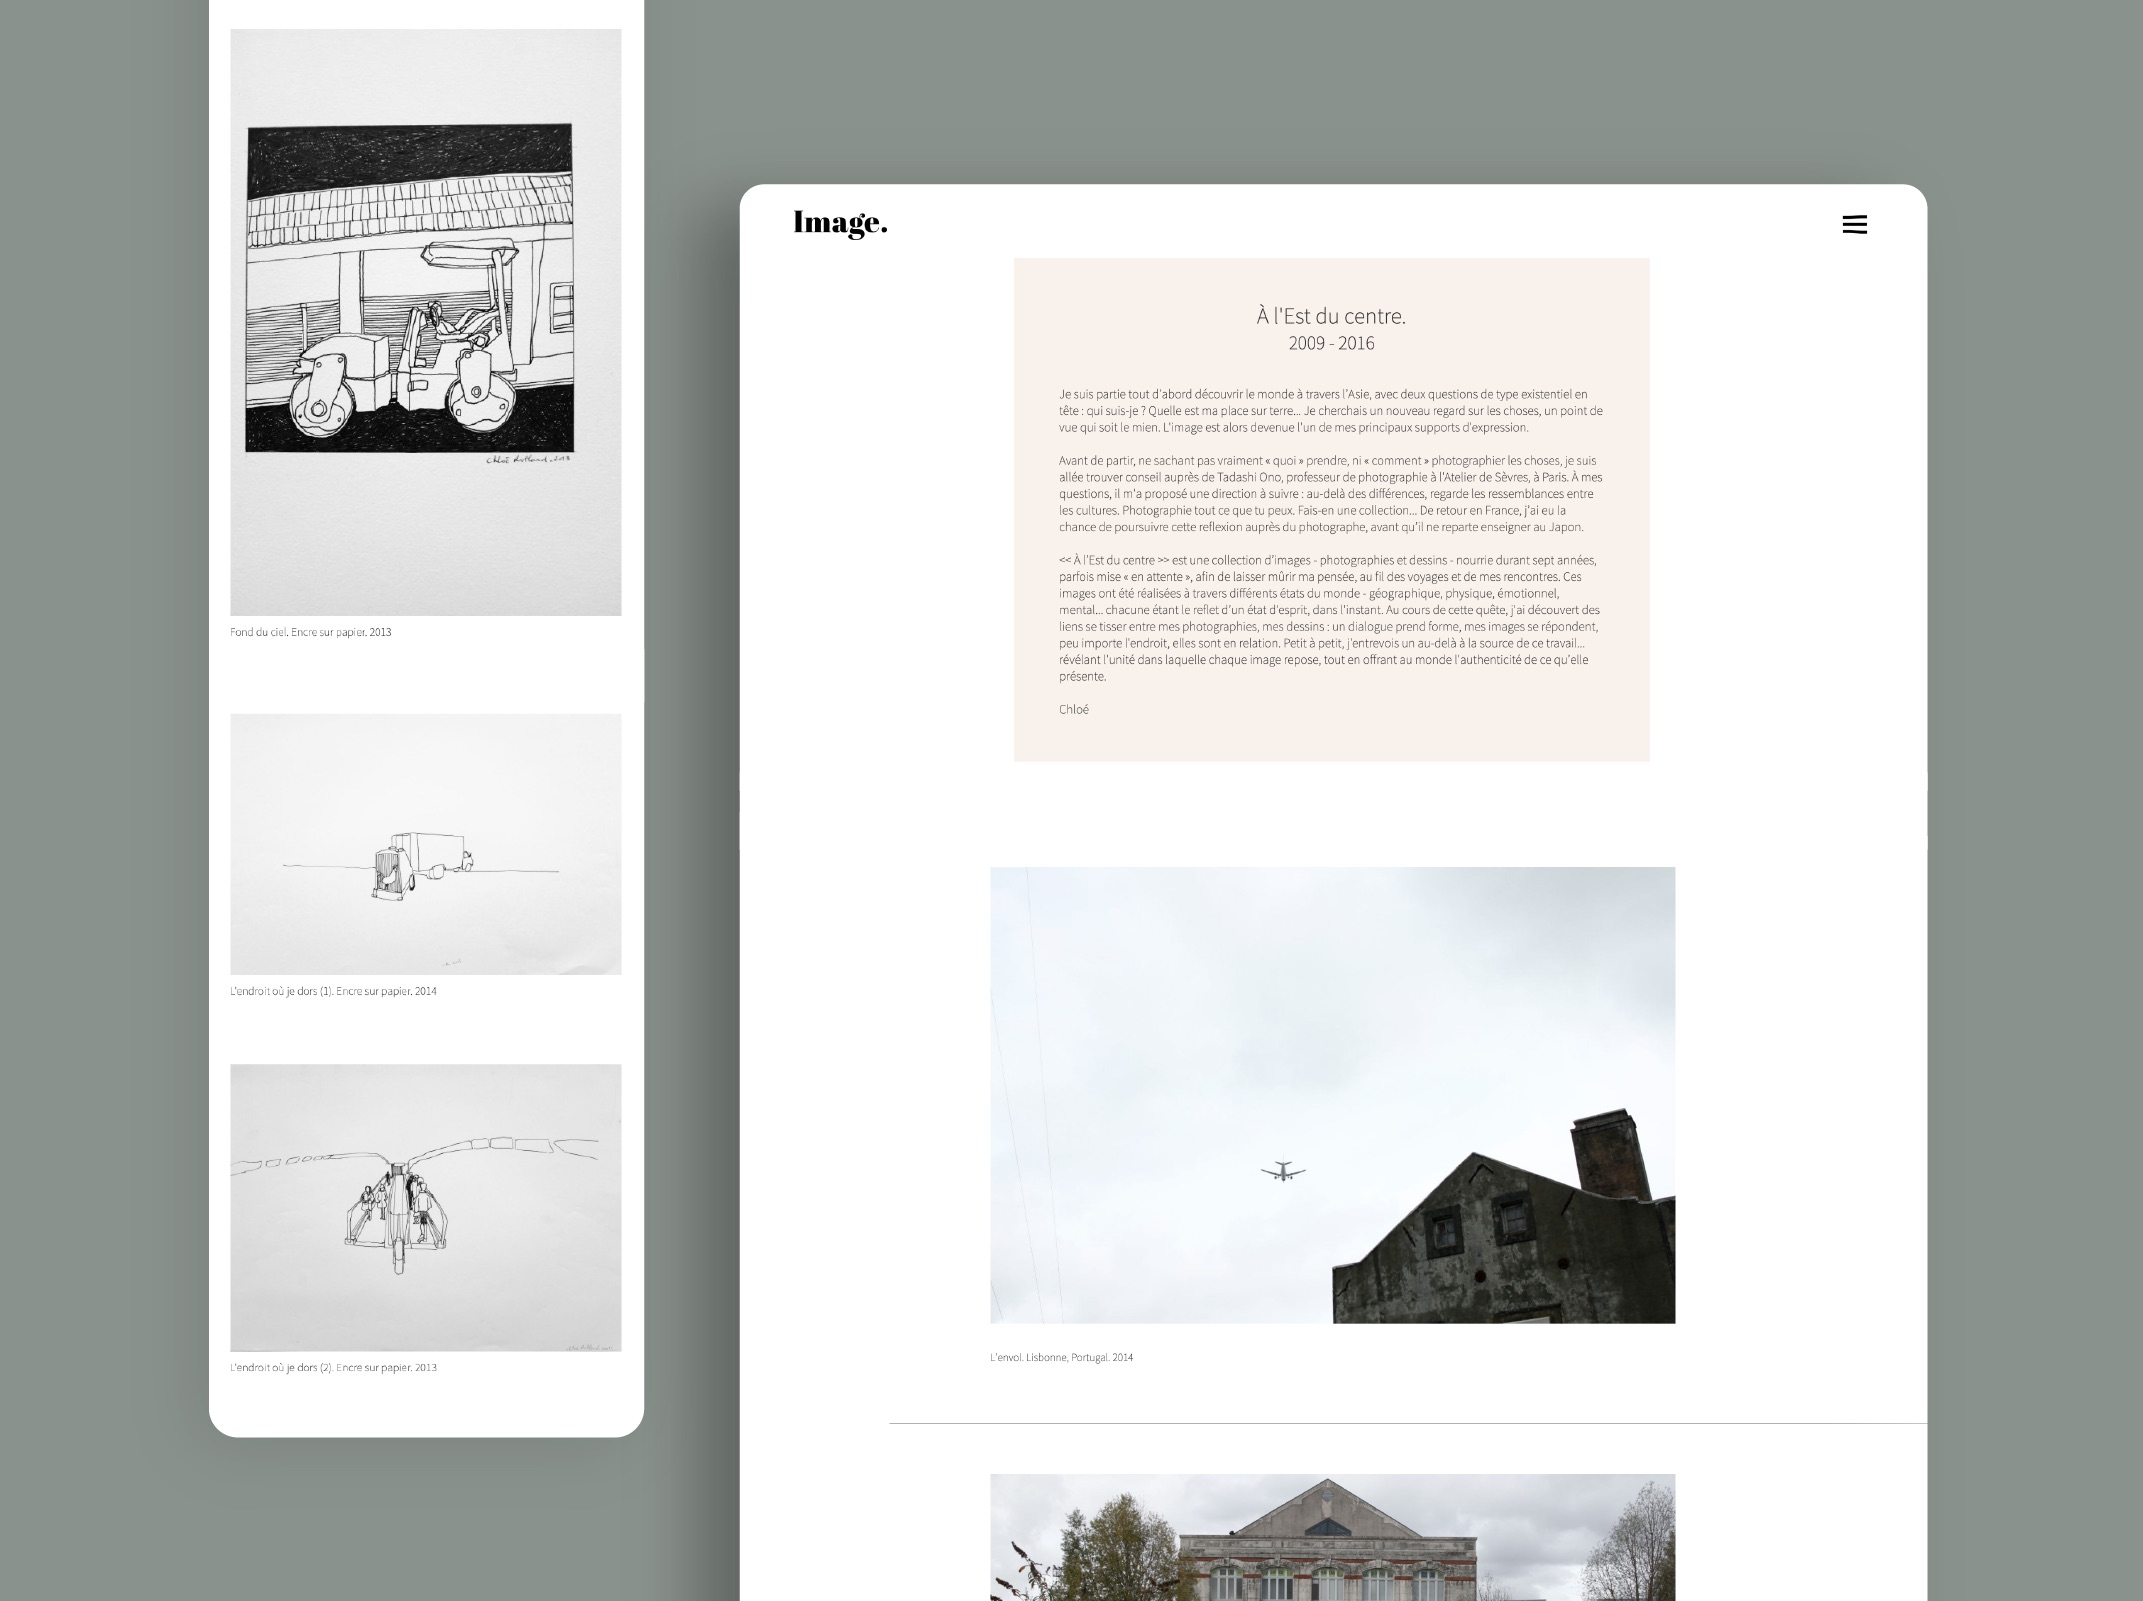 Fond du ciel. Encre sur papier. 2013
L'endroit où je dors (1). Encre sur papier. 2014
L'endroit où je dors (2). Encre sur papier. 2013
Image.
À l'Est du centre.
2009 - 2016
Je suis partie tout d'abord découvrir le monde à travers l'Asie, avec deux questions de type existentiel en
tête : qui suis-je ? Quelle est ma place sur terre... Je cherchais un nouveau regard sur les choses, un point de
vue qui soit le mien. L'image est alors devenue l'un de mes principaux supports d'expression.
Avant de partir, ne sachant pas vraiment « quoi » prendre, ni « comment » photographier les choses, je suis
allée trouver conseil auprès de Tadashi Ono, professeur de photographie à l'Atelier de Sèvres, à Paris. À mes
questions, il m'a proposé une direction à suivre : au-delà des différences, regarde les ressemblances entre
les cultures. Photographie tout ce que tu peux. Fais-en une collection... De retour en France, j'ai eu la
chance de poursuivre cette reflexion auprès du photographe, avant qu'il ne reparte enseigner au Japon.
<< À l'Est du centre >> est une collection d'images - photographies et dessins - nourrie durant sept années,
parfois mise « en attente », afin de laisser mûrir ma pensée, au fil des voyages et de mes rencontres. Ces
images ont été réalisées à travers différents états du monde - géographique, physique, émotionnel,
mental... chacune étant le reflet d'un état d'esprit, dans l'instant. Au cours de cette quête, j'ai découvert des
liens se tisser entre mes photographies, mes dessins : un dialogue prend forme, mes images se répondent,
peu importe l'endroit, elles sont en relation. Petit à petit, j'entrevois un au-delà à la source de ce travail...
révélant l'unité dans laquelle chaque image repose, tout en offrant au monde l'authenticité de ce qu'elle
présente.
Chloé
L'envol. Lisbonne, Portugal. 2014